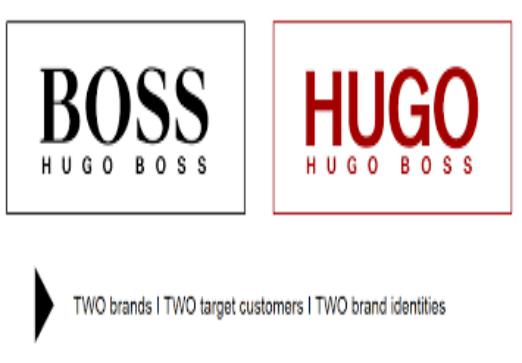 BOSS
HUGO BOSS
HUGO
HUGO BOSS
TWO brands I TWO target customers I TWO brand identities